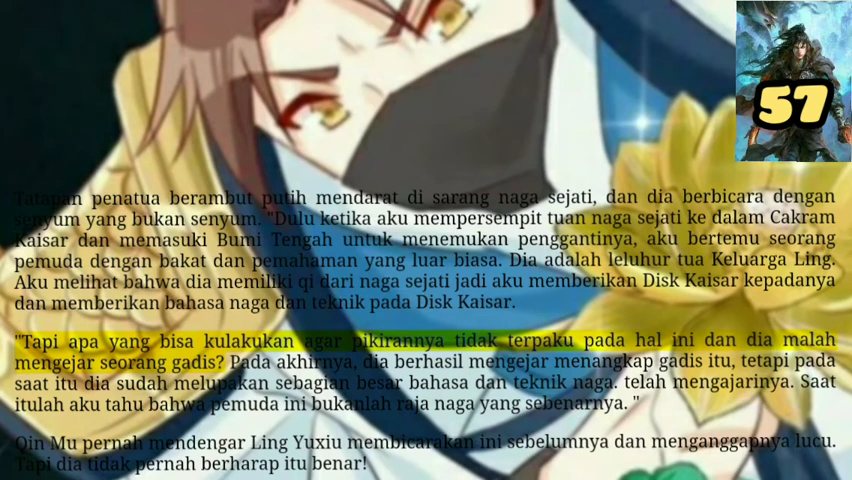 57
Tatapan penatua berambut putih mendarat di sarang naga sejati, dan dia berbicara dengan
senyum yang bukan senyum. "Dulu ketika aku mempersempit tuan naga sejati ke dalam Cakram
Kaisar dan memasuki Bumi Tengah untuk menemukan penggantinya, aku bertemu seorang
pemuda dengan bakat dan pemahaman yang luar biasa. Dia adalah leluhur tua Keluarga Ling.
Aku melihat bahwa dia memiliki qi dari naga sejati jadi aku memberikan Disk Kaisar kepadanya
dan memberikan bahasa naga dan teknik pada Disk Kaisar.
"Tapi apa yang bisa kulakukan agar pikirannya tidak terpaku pada hal ini dan dia malah
mengejar seorang gadis? Pada akhirnya, dia berhasil mengejar menangkap gadis itu, tetapi pada
saat itu dia sudah melupakan sebagian besar bahasa dan teknik naga. telah mengajarinya. Saat
itulah aku tahu bahwa pemuda ini bukanlah raja naga yang sebenarnya. "
Qin Mu pernah mendengar Ling Yuxiu membicarakan ini sebelumnya dan menganggapnya lucu.
Tapi dia tidak pernah berharap itu benar!